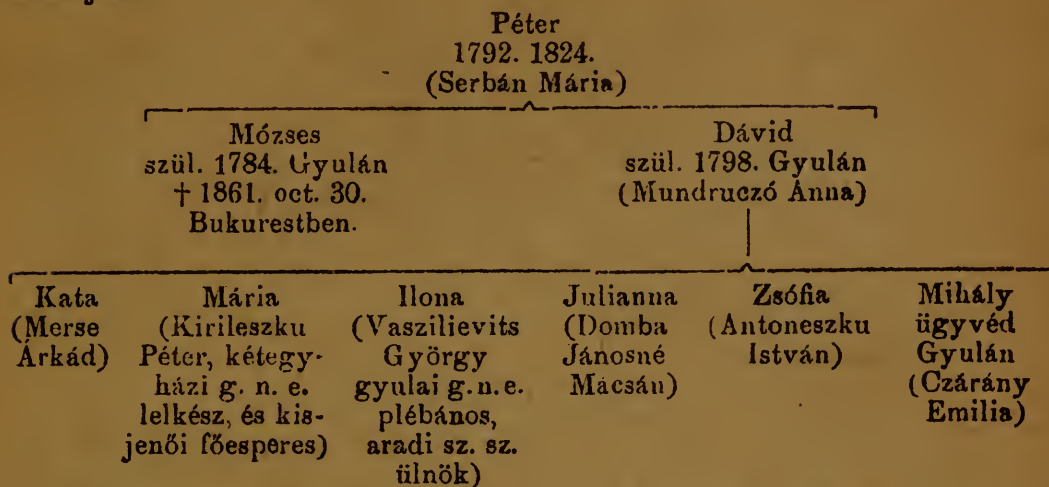 Péter
1792. 1824.
(Serbán Mária)
Mózses
szül. 1784. Gyulán
† 1861. oct. 30.
Bukurestben.
Dávid
szül. 1798. Gyulán
(Mundruczó Ánna)
Kata
(Merse
Árkád)
Mária
(Kirileszku
Péter, kétegy-
házi g. n. e.
lelkész, és kis-
jenői főesperes)
Ilona
(Vaszilievits
György
gyulai g. n. e.
plébános,
aradi sz. sz.
ülnök)
Julianna
(Domba
Jánosné
Mácsán)
Zsófia
(Antoneszku
István)
Mihály
ügyvéd
Gyulán
(Czárány
Emilia)